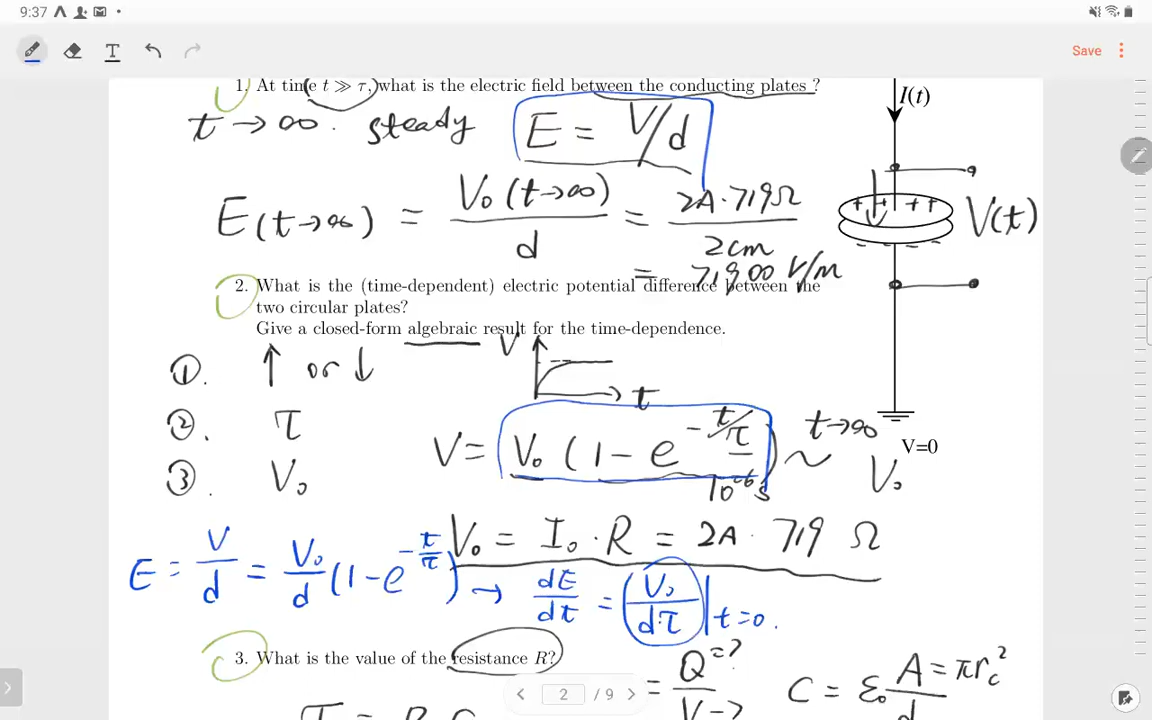 9:37
Save
1. At time t ≫ τ, what is the electric field between the conducting plates ?
I(t)
t → ∞. steady E = V/d
E(t→∞) = V₀(t→∞)/d = 2A·719Ω/2cm
+ + + +
V(t)
= 71900 V/m
2. What is the (time-dependent) electric potential difference between the
two circular plates?
Give a closed-form algebraic result for the time-dependence.
①. ↑ or ↓
V
t
②. τ
V = V₀(1 - e^(-t/τ)) ~ t→∞ V₀
V=0
③. V₀
10⁻⁶s
V₀ = I₀·R = 2A·719 Ω
E = V/d = V₀/d (1-e^(-t/τ)) → dE/dt = (V₀/dτ)|t=0.
3. What is the value of the resistance R?
= Q=?/V→? C = ε₀ A=πr_c²/d
2 / 9